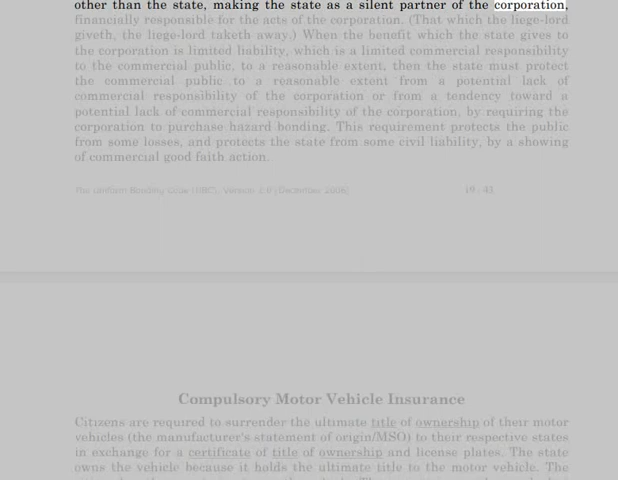 other than the state, making the state as a silent partner of the corporation,
financially responsible for the acts of the corporation. (That which the liege-lord
giveth, the liege-lord taketh away.) When the benefit which the state gives to
the corporation is limited liability, which is a limited commercial responsibility
to the commercial public, to a reasonable extent, then the state must protect
the commercial public to a reasonable extent from a potential lack of
commercial responsibility of the corporation or from a tendency toward a
potential lack of commercial responsibility of the corporation, by requiring the
corporation to purchase hazard bonding. This requirement protects the public
from some losses, and protects the state from some civil liability, by a showing
of commercial good faith action.
The Uniform Bonding Code (UBC), Version 2.0 (December 2006) 19 - 43
Compulsory Motor Vehicle Insurance
Citizens are required to surrender the ultimate title of ownership of their motor
vehicles (the manufacturer's statement of origin/MSO) to their respective states
in exchange for a certificate of title of ownership and license plates. The state
owns the vehicle because it holds the ultimate title to the motor vehicle. The